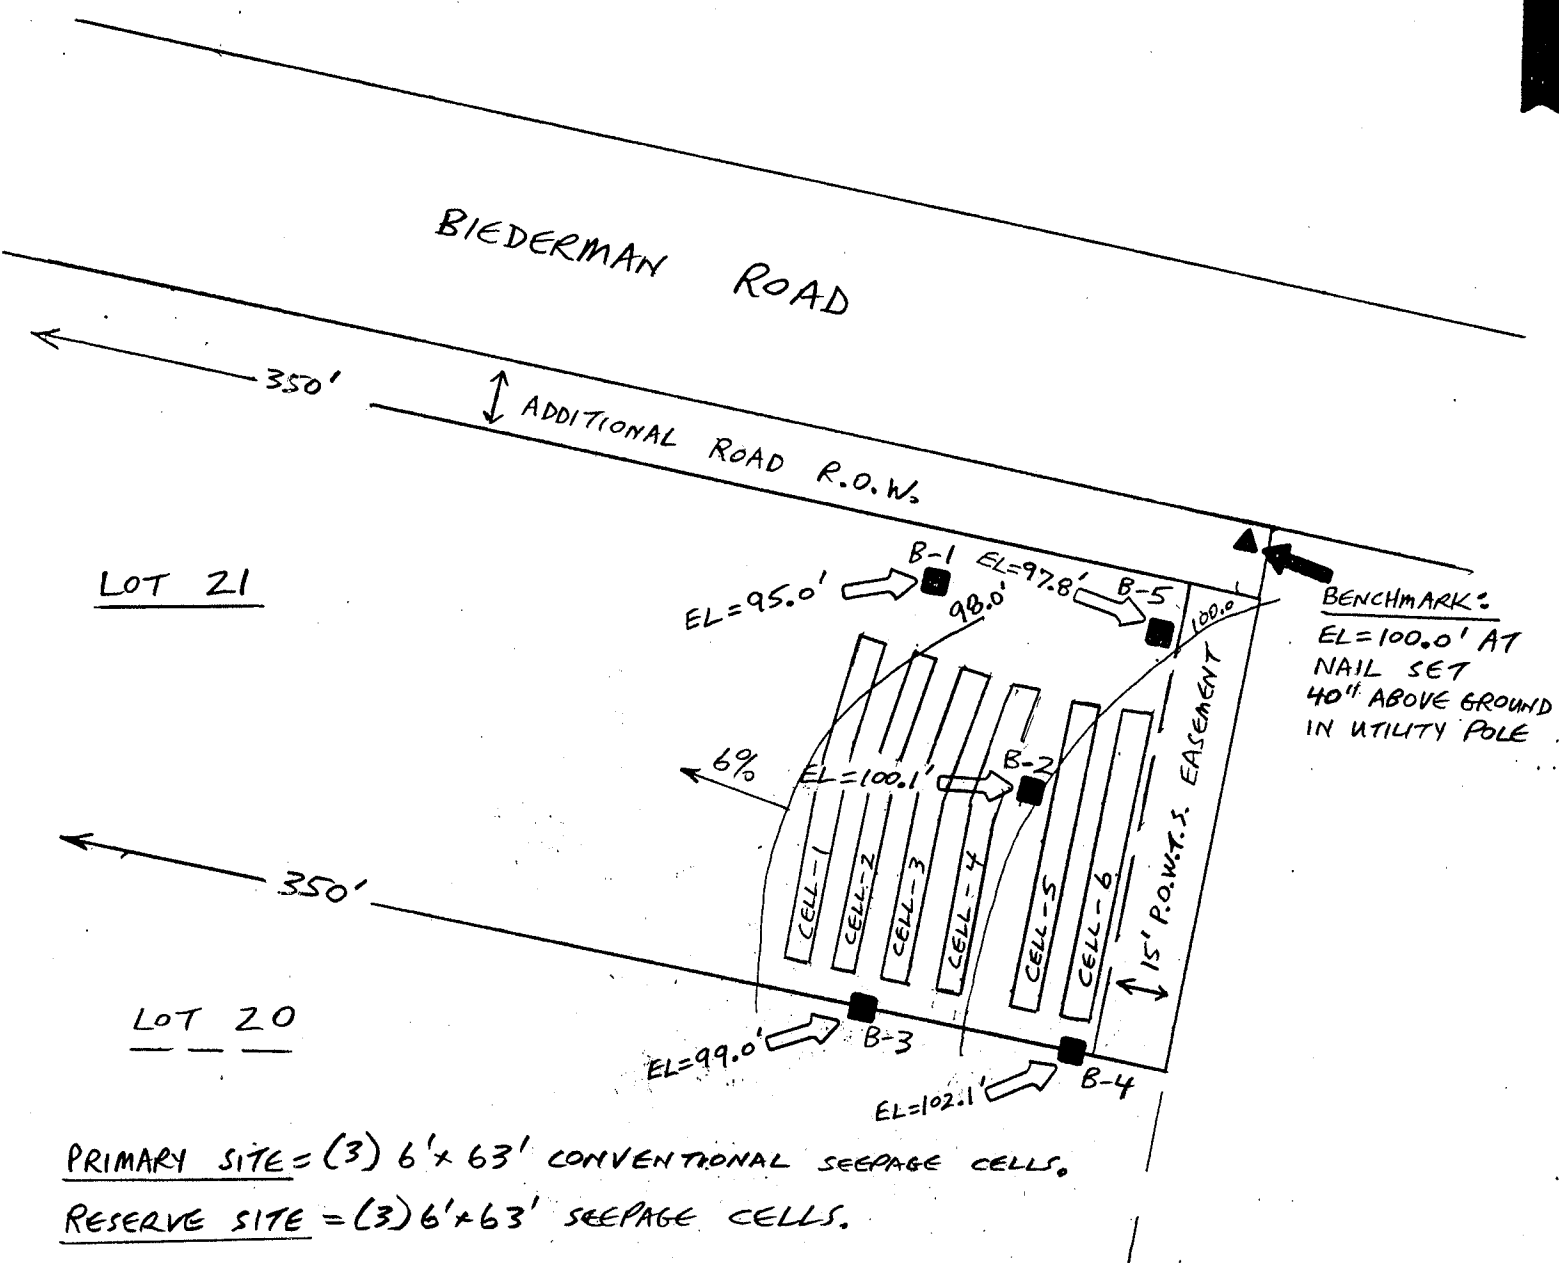 BIEDERMAN ROAD
350'
ADDITIONAL ROAD R.O.W.
LOT 21
B-1
EL=95.0'
EL=97.8'
B-5
98.0'
100.0'
BENCHMARK:
EL=100.0' AT
NAIL SET
40" ABOVE GROUND
IN UTILITY POLE
6%
EL=100.1'
B-2
15' P.O.W.T.S. EASEMENT
CELL-1
CELL-2
CELL-3
CELL-4
CELL-5
CELL-6
350'
LOT 20
EL=99.0'
B-3
EL=102.1'
B-4
PRIMARY SITE = (3) 6'x 63' CONVENTIONAL SEEPAGE CELLS.
RESERVE SITE = (3) 6'x63' SEEPAGE CELLS.